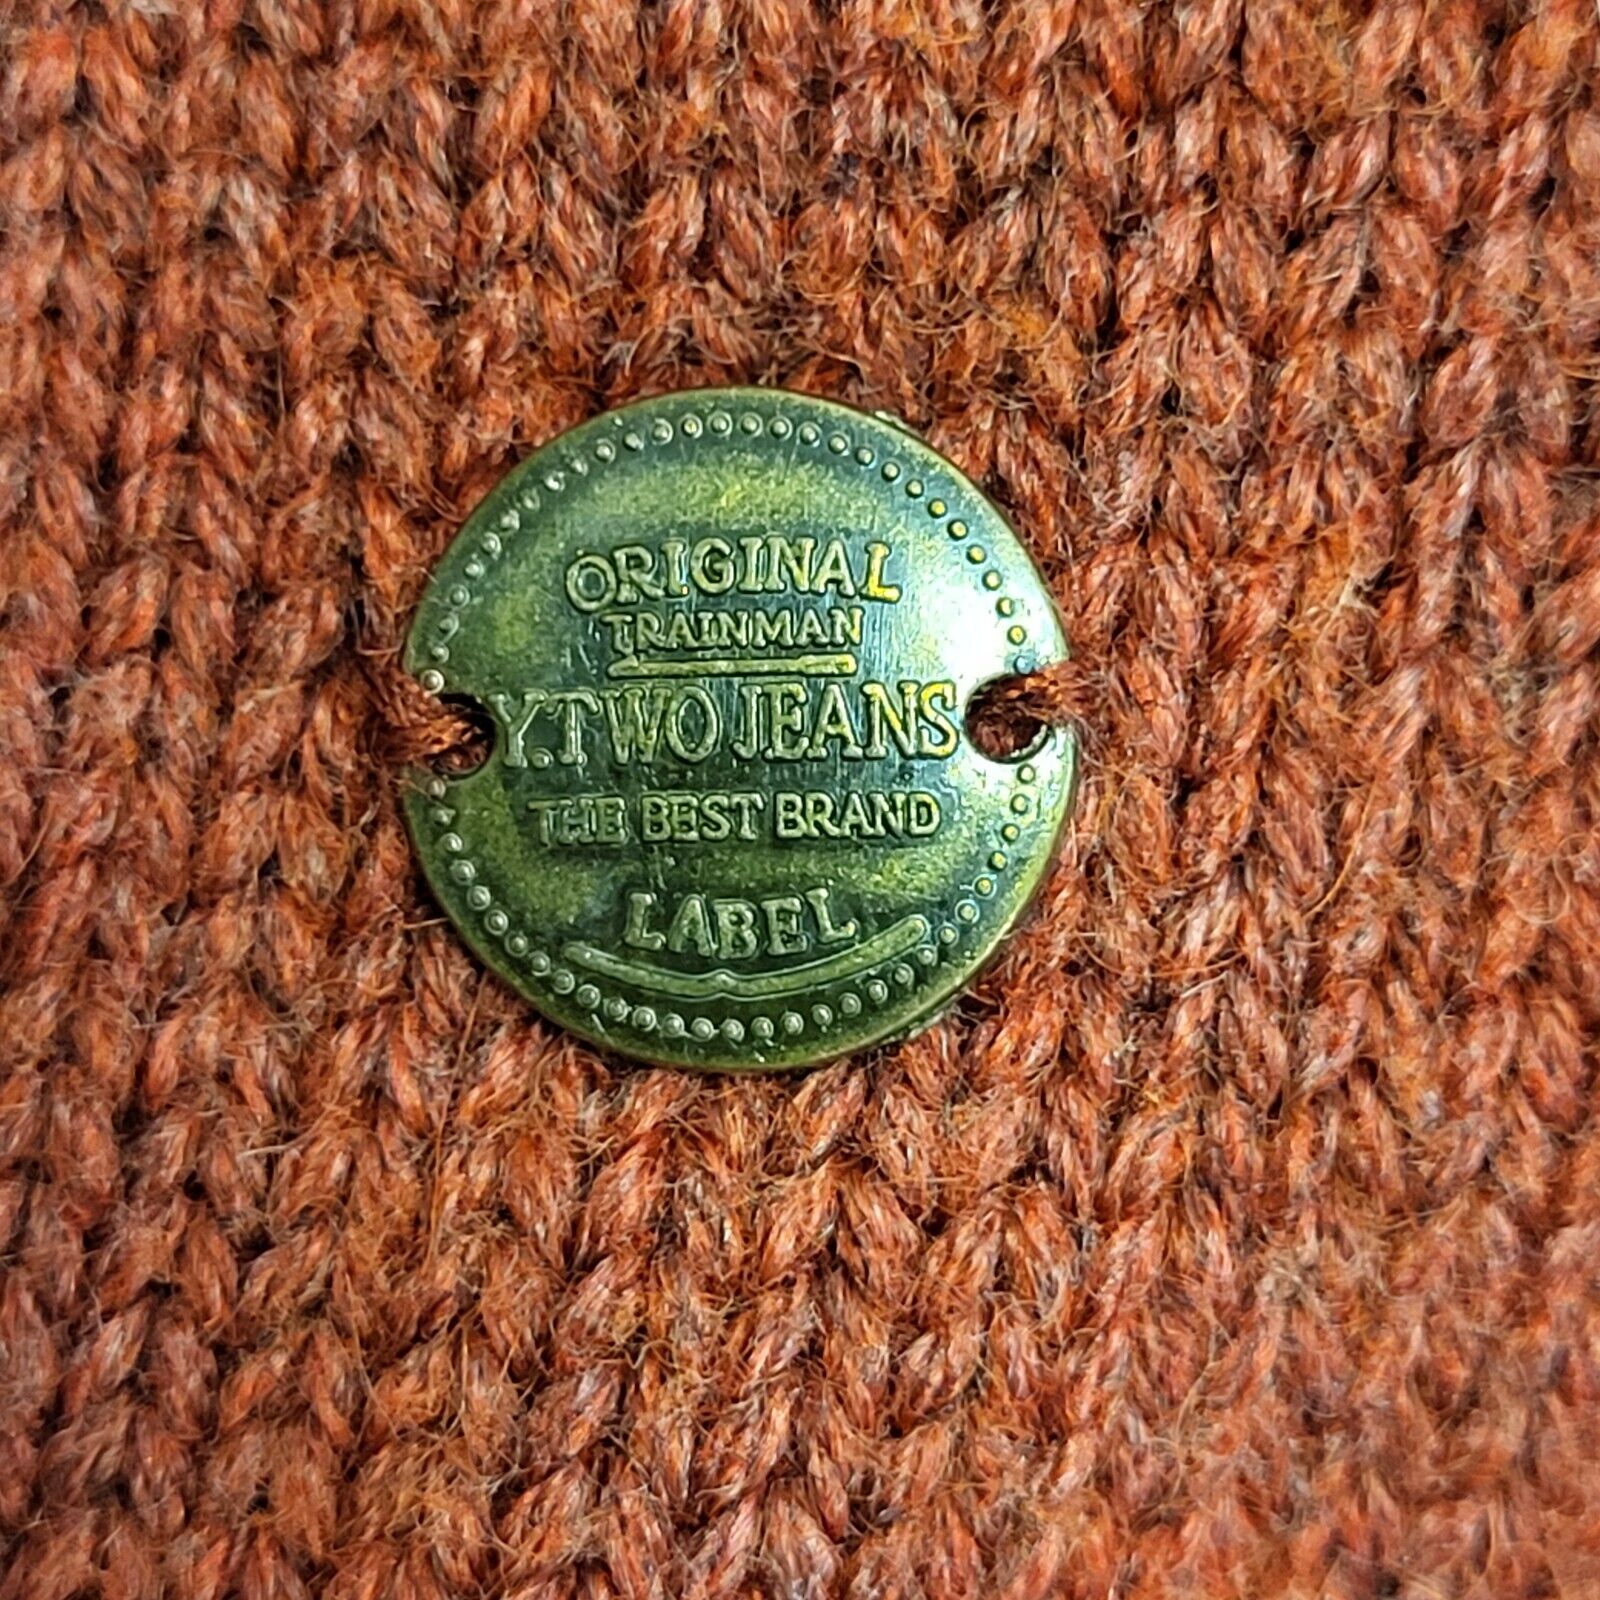 ORIGINAL
TRAINMAN
Y.TWO JEANS
THE BEST BRAND
LABEL